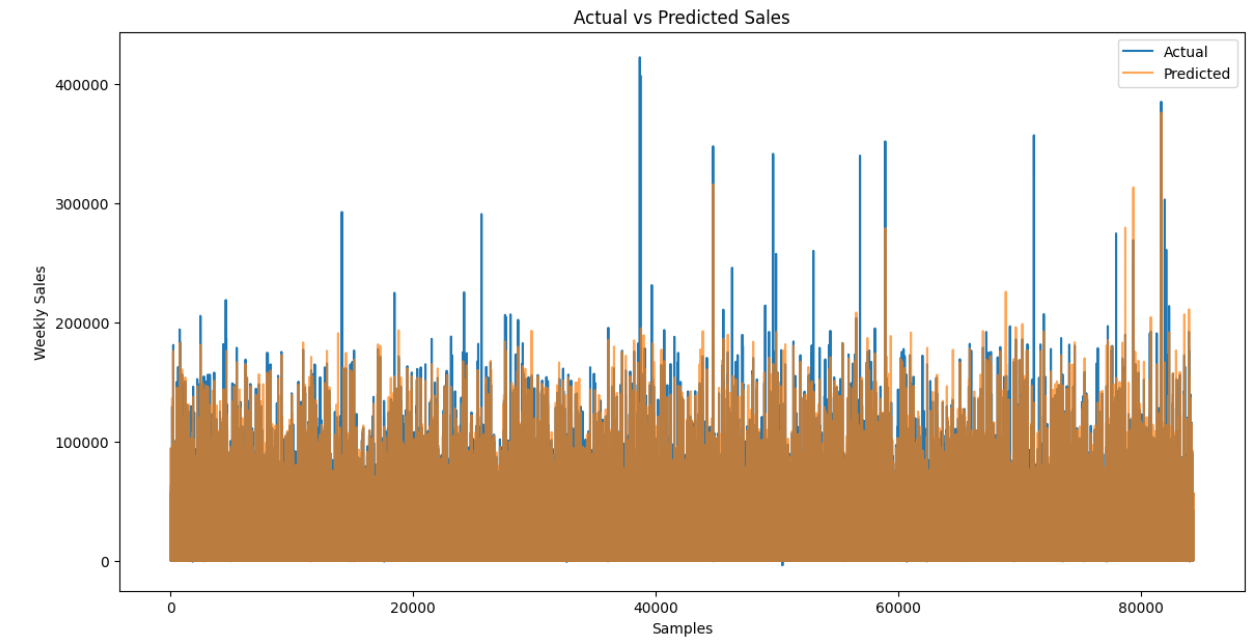 Actual vs Predicted Sales
Actual
Predicted
400000
300000
200000
100000
0
Weekly Sales
0 20000 40000 60000 80000
Samples